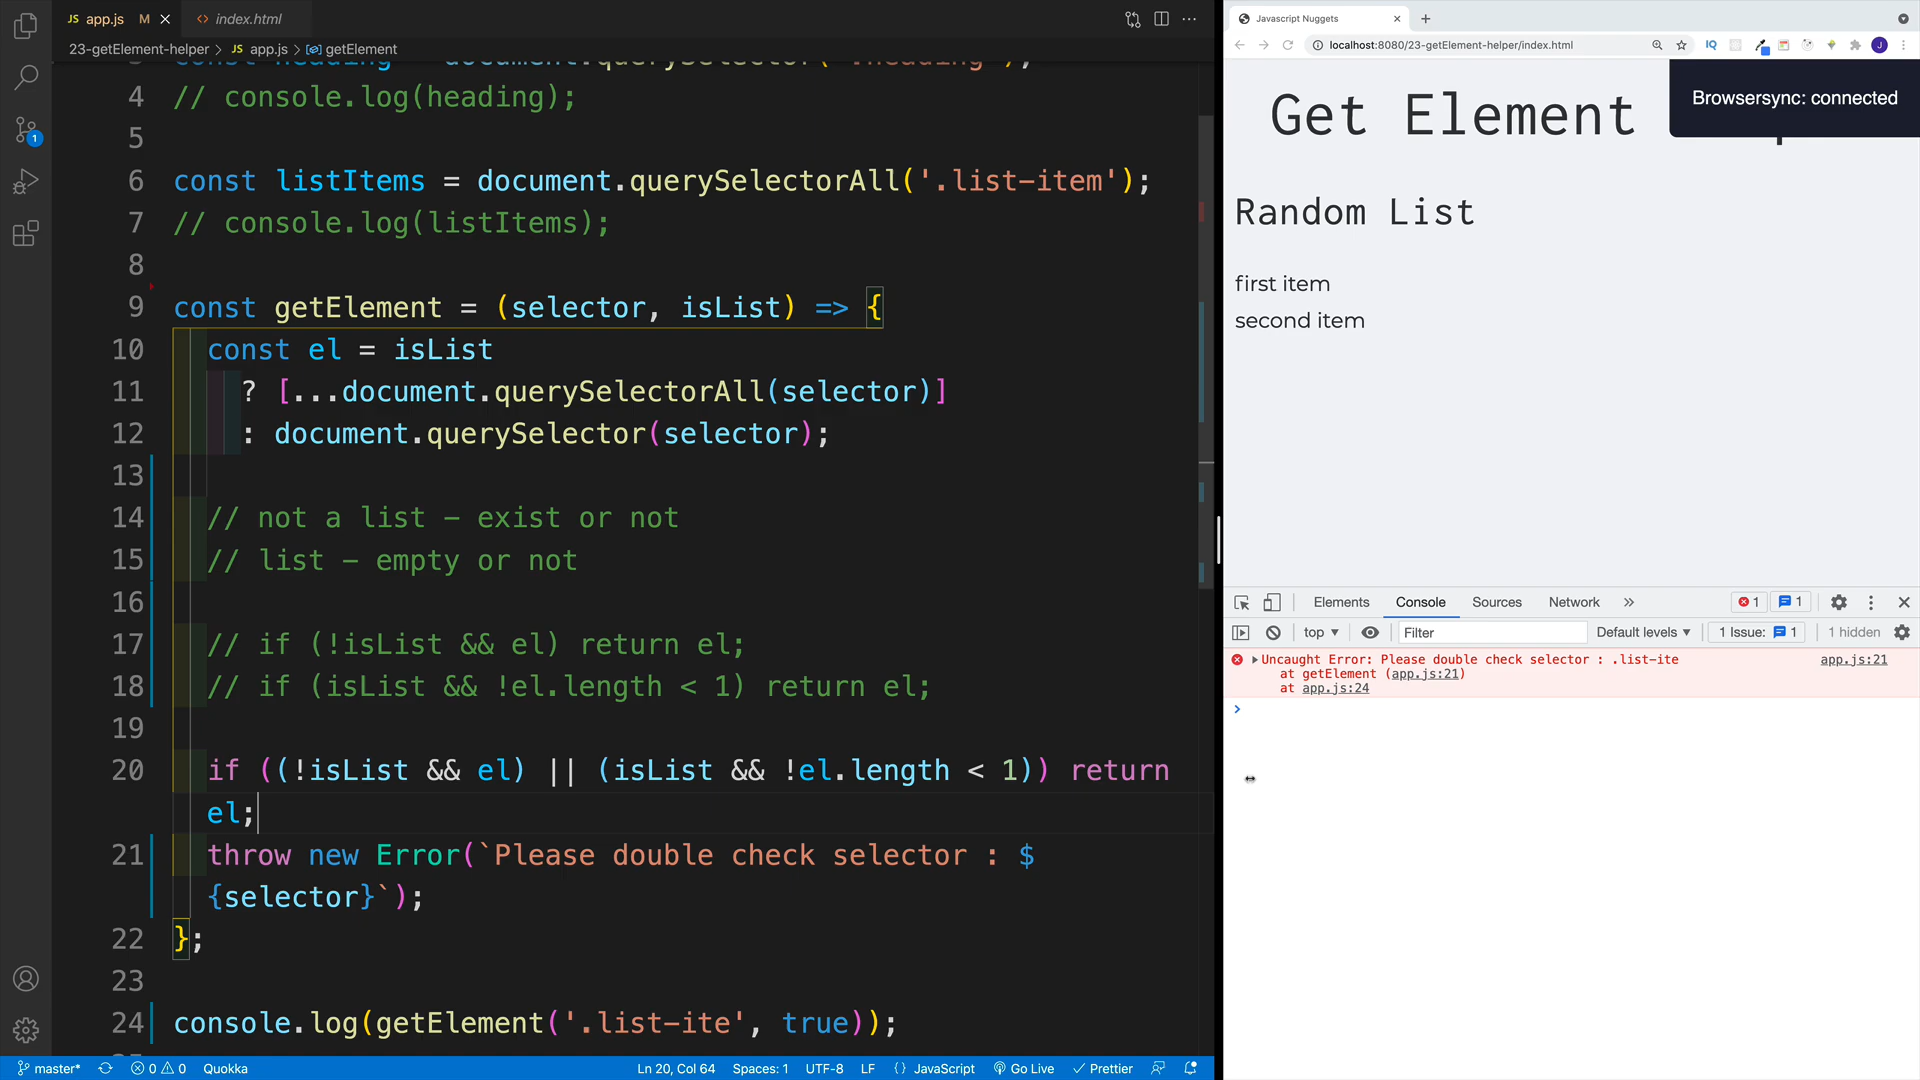 JS app.js M
<> index.html
23-getElement-helper > JS app.js > getElement
const heading = document.querySelector('.heading');
4 // console.log(heading);
5
6 const listItems = document.querySelectorAll('.list-item');
7 // console.log(listItems);
8
9 const getElement = (selector, isList) => {
10 const el = isList
11 ? [...document.querySelectorAll(selector)]
12 : document.querySelector(selector);
13
14 // not a list - exist or not
15 // list - empty or not
16
17 // if (!isList && el) return el;
18 // if (isList && !el.length < 1) return el;
19
20 if ((!isList && el) || (isList && !el.length < 1)) return
el;
21 throw new Error(`Please double check selector : $
{selector}`);
22 };
23
24 console.log(getElement('.list-ite', true));
1
master* 0 0 Quokka
Ln 20, Col 64 Spaces: 1 UTF-8 LF {} JavaScript Go Live Prettier
Javascript Nuggets
localhost:8080/23-getElement-helper/index.html
IQ J
Browsersync: connected
Get Element
Random List
first item
second item
Elements Console Sources Network » 1 1
top Filter Default levels 1 Issue: 1 1 hidden
Uncaught Error: Please double check selector : .list-ite app.js:21
at getElement (app.js:21)
at app.js:24